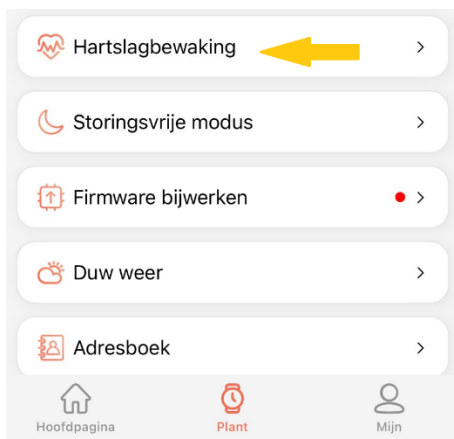 Hartslagbewaking
Storingsvrije modus
Firmware bijwerken
Duw weer
Adresboek
Hoofdpagina
Plant
Mijn